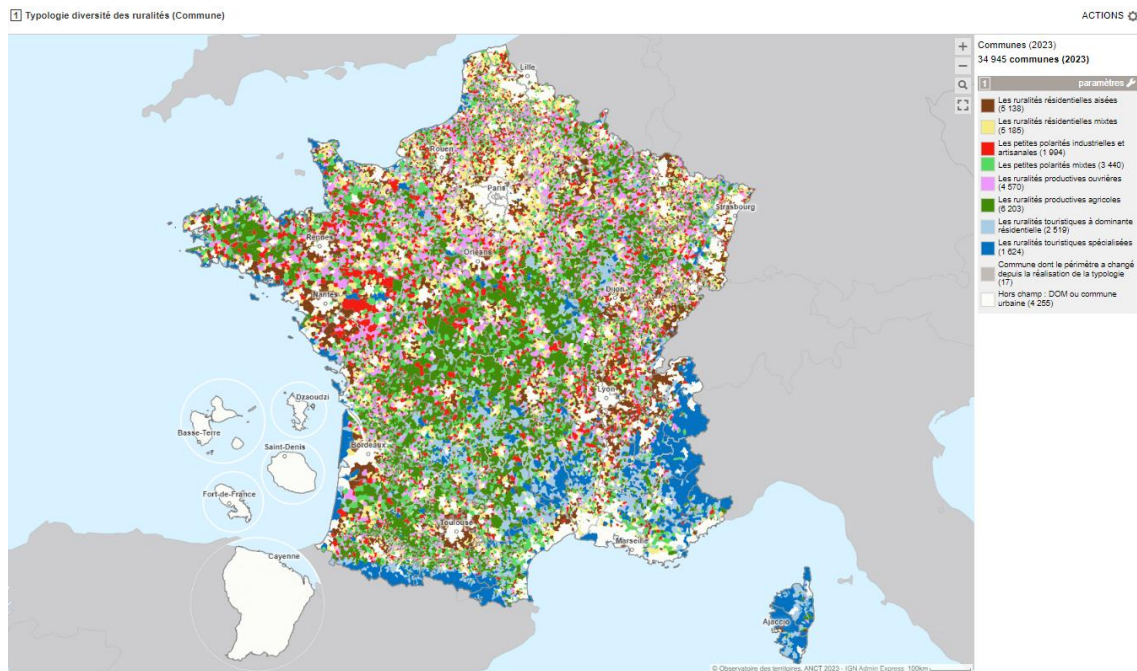 1 Typologie diversité des ruralités (Commune)
ACTIONS
Communes (2023)
34 945 communes (2023)
1 paramètres
Les ruralités résidentielles aisées
(5 138)
Les ruralités résidentielles mixtes
(5 185)
Les petites polarités industrielles et
artisanales (1 994)
Les petites polarités mixtes (3 440)
Les ruralités productives ouvrières
(4 570)
Les ruralités productives agricoles
(6 203)
Les ruralités touristiques à dominante
résidentielle (2 519)
Les ruralités touristiques spécialisées
(1 624)
Commune dont le périmètre a changé
depuis la réalisation de la typologie
(17)
Hors champ : DOM ou commune
urbaine (4 255)
Lille
Rouen
Paris
Strasbourg
Rennes
Orléans
Dijon
Nantes
Lyon
Bordeaux
Toulouse
Marseille
Ajaccio
Dzaoudzi
Basse-Terre
Saint-Denis
Fort-de-France
Cayenne
© Observatoire des territoires, ANCT 2023 - IGN Admin Express 100km